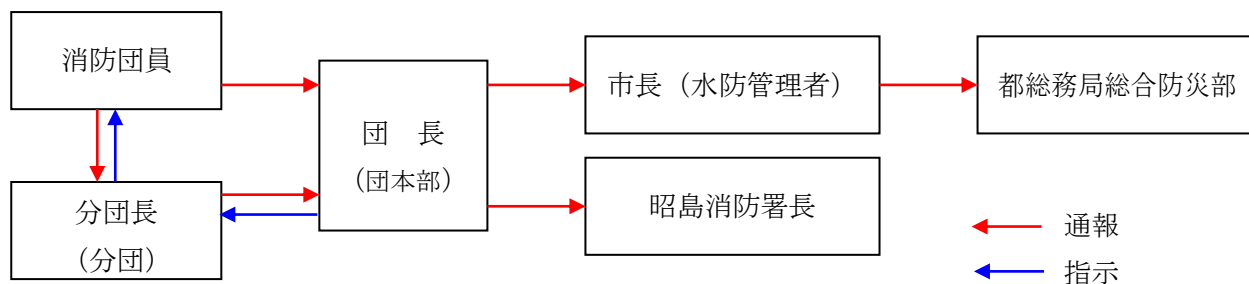 消防団員
団　長
（団本部）
市長（水防管理者）
都総務局総合防災部
分団長
（分団）
昭島消防署長
通報
指示